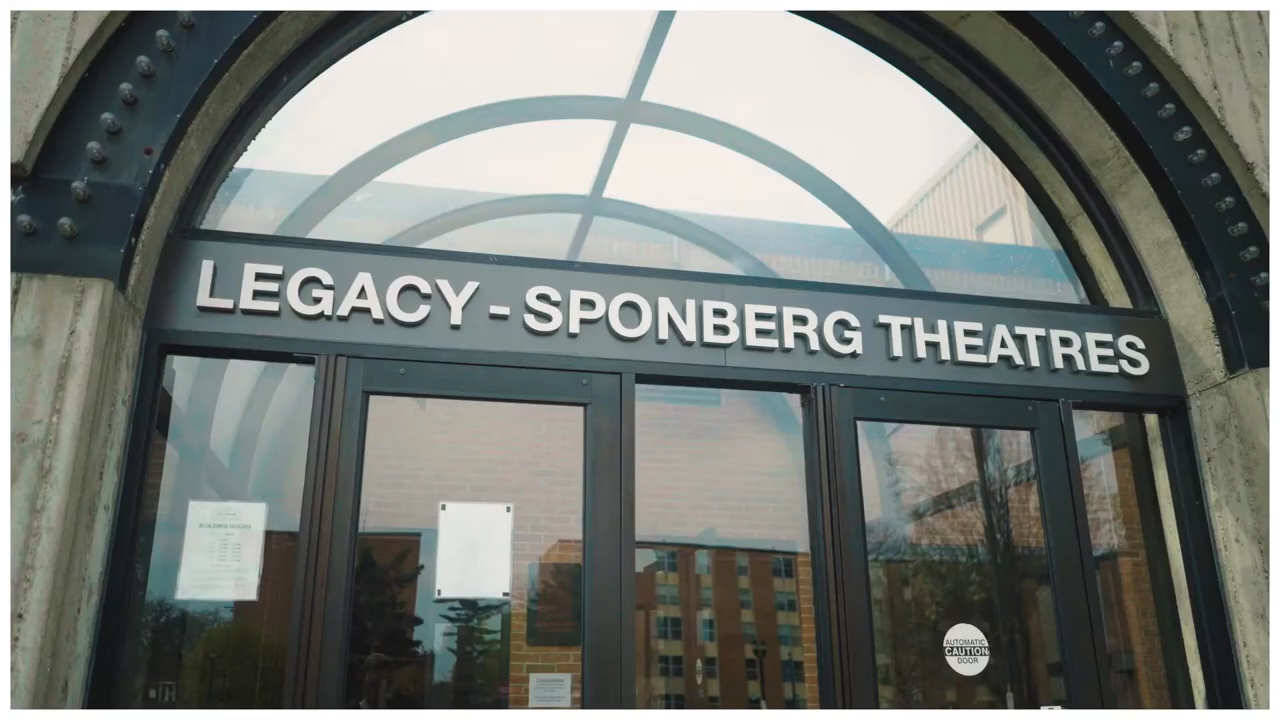 LEGACY - SPONBERG THEATRES
BUILDING HOURS
AUTOMATIC
CAUTION
DOOR